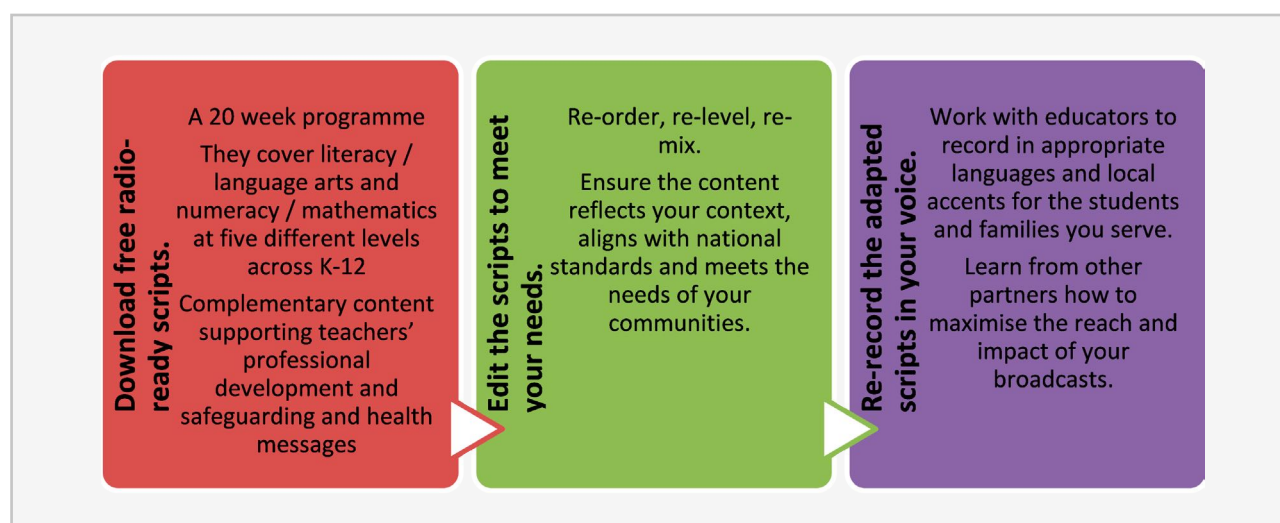 Download free radio-
ready scripts.
A 20 week programme
They cover literacy /
language arts and
numeracy / mathematics
at five different levels
across K-12
Complementary content
supporting teachers’
professional
development and
safeguarding and health
messages
Edit the scripts to meet
your needs.
Re-order, re-level, re-
mix.
Ensure the content
reflects your context,
aligns with national
standards and meets the
needs of your
communities.
Re-record the adapted
scripts in your voice.
Work with educators to
record in appropriate
languages and local
accents for the students
and families you serve.
Learn from other
partners how to
maximise the reach and
impact of your
broadcasts.